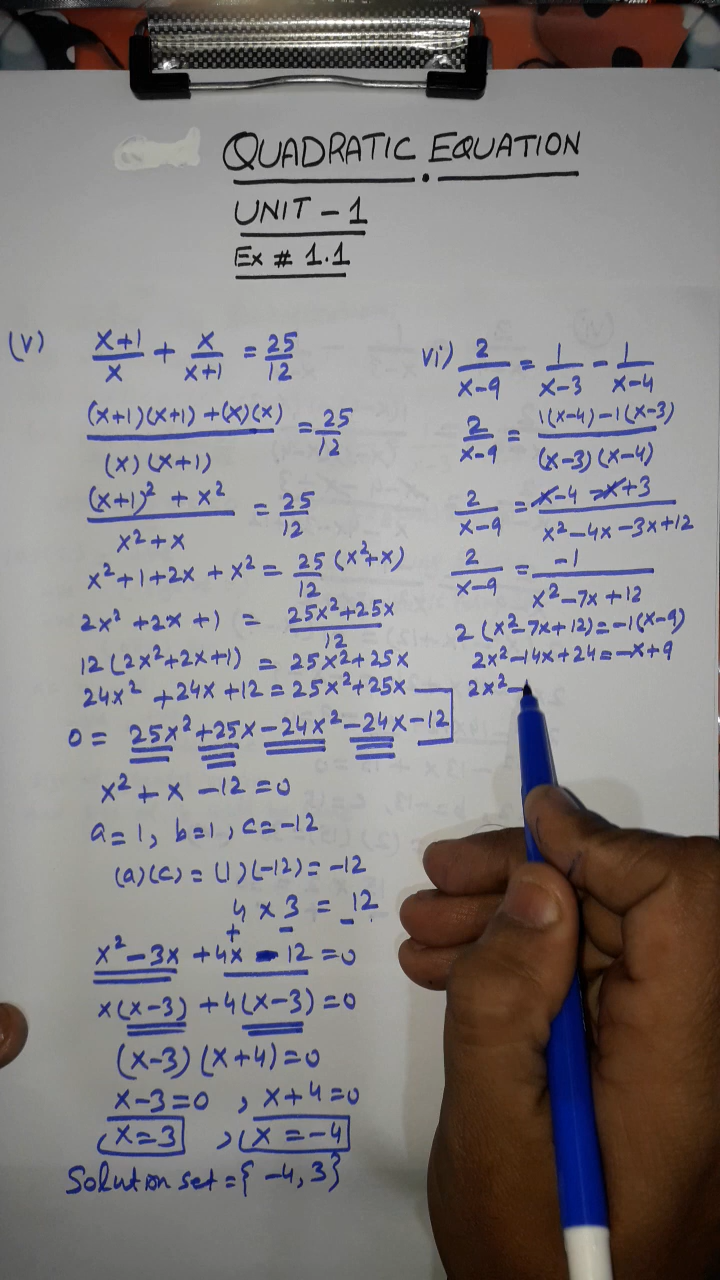 QUADRATIC EQUATION
UNIT - 1
Ex # 1.1
(v) x+1/x + x/x+1 = 25/12
(x+1)(x+1) + (x)(x) / (x)(x+1) = 25/12
(x+1)² + x² / x² + x = 25/12
x² + 1 + 2x + x² = 25/12 (x² + x)
2x² + 2x + 1 = 25x² + 25x / 12
12(2x² + 2x + 1) = 25x² + 25x
24x² + 24x + 12 = 25x² + 25x
0 = 25x² + 25x - 24x² - 24x - 12
x² + x - 12 = 0
a = 1, b = 1, c = -12
(a)(c) = (1)(-12) = -12
4 x 3 = 12
+ - -
x² - 3x + 4x - 12 = 0
x(x-3) + 4(x-3) = 0
(x-3)(x+4) = 0
x-3 = 0 , x+4 = 0
x = 3 , x = -4
Solution set = { -4, 3 }
vi) 2/x-9 = 1/x-3 - 1/x-4
2/x-9 = 1(x-4) - 1(x-3) / (x-3)(x-4)
2/x-9 = x - 4 - x + 3 / x² - 4x - 3x + 12
2/x-9 = -1 / x² - 7x + 12
2(x² - 7x + 12) = -1(x-9)
2x² - 14x + 24 = -x + 9
2x² -